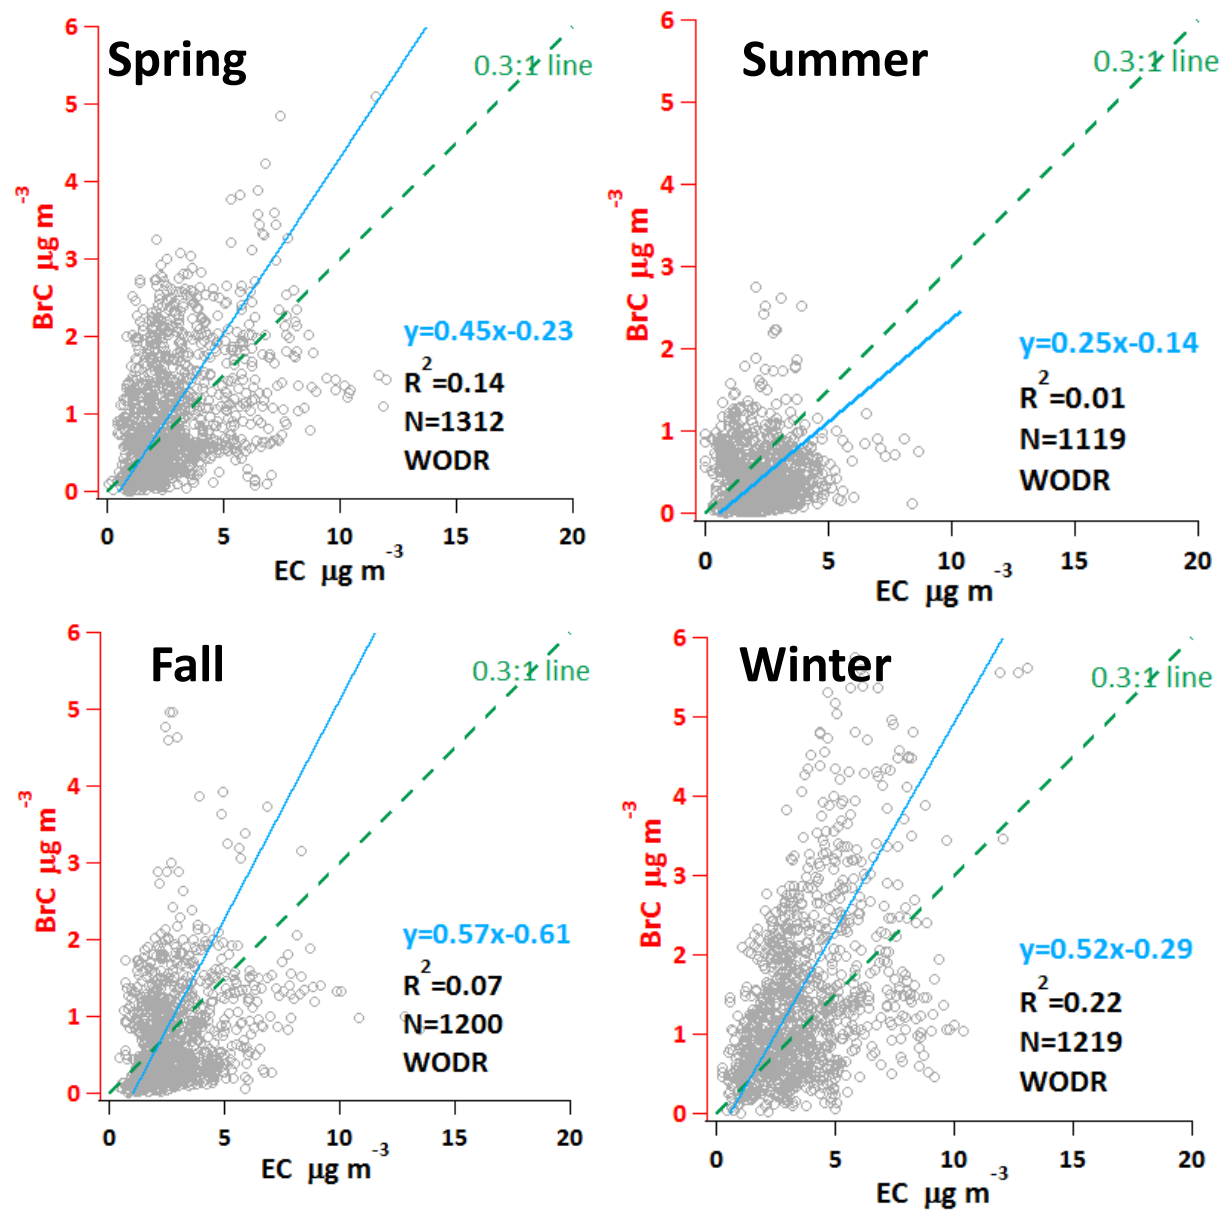 Spring
0.3:1 line
6
5
4
3
2
1
0
BrC μg m⁻³
y=0.45x-0.23
R²=0.14
N=1312
WODR
0 5 10 15 20
EC μg m⁻³
Summer
0.3:1 line
6
5
4
3
2
1
0
BrC μg m⁻³
y=0.25x-0.14
R²=0.01
N=1119
WODR
0 5 10 15 20
EC μg m⁻³
Fall
0.3:1 line
6
5
4
3
2
1
0
BrC μg m⁻³
y=0.57x-0.61
R²=0.07
N=1200
WODR
0 5 10 15 20
EC μg m⁻³
Winter
0.3:1 line
6
5
4
3
2
1
0
BrC μg m⁻³
y=0.52x-0.29
R²=0.22
N=1219
WODR
0 5 10 15 20
EC μg m⁻³